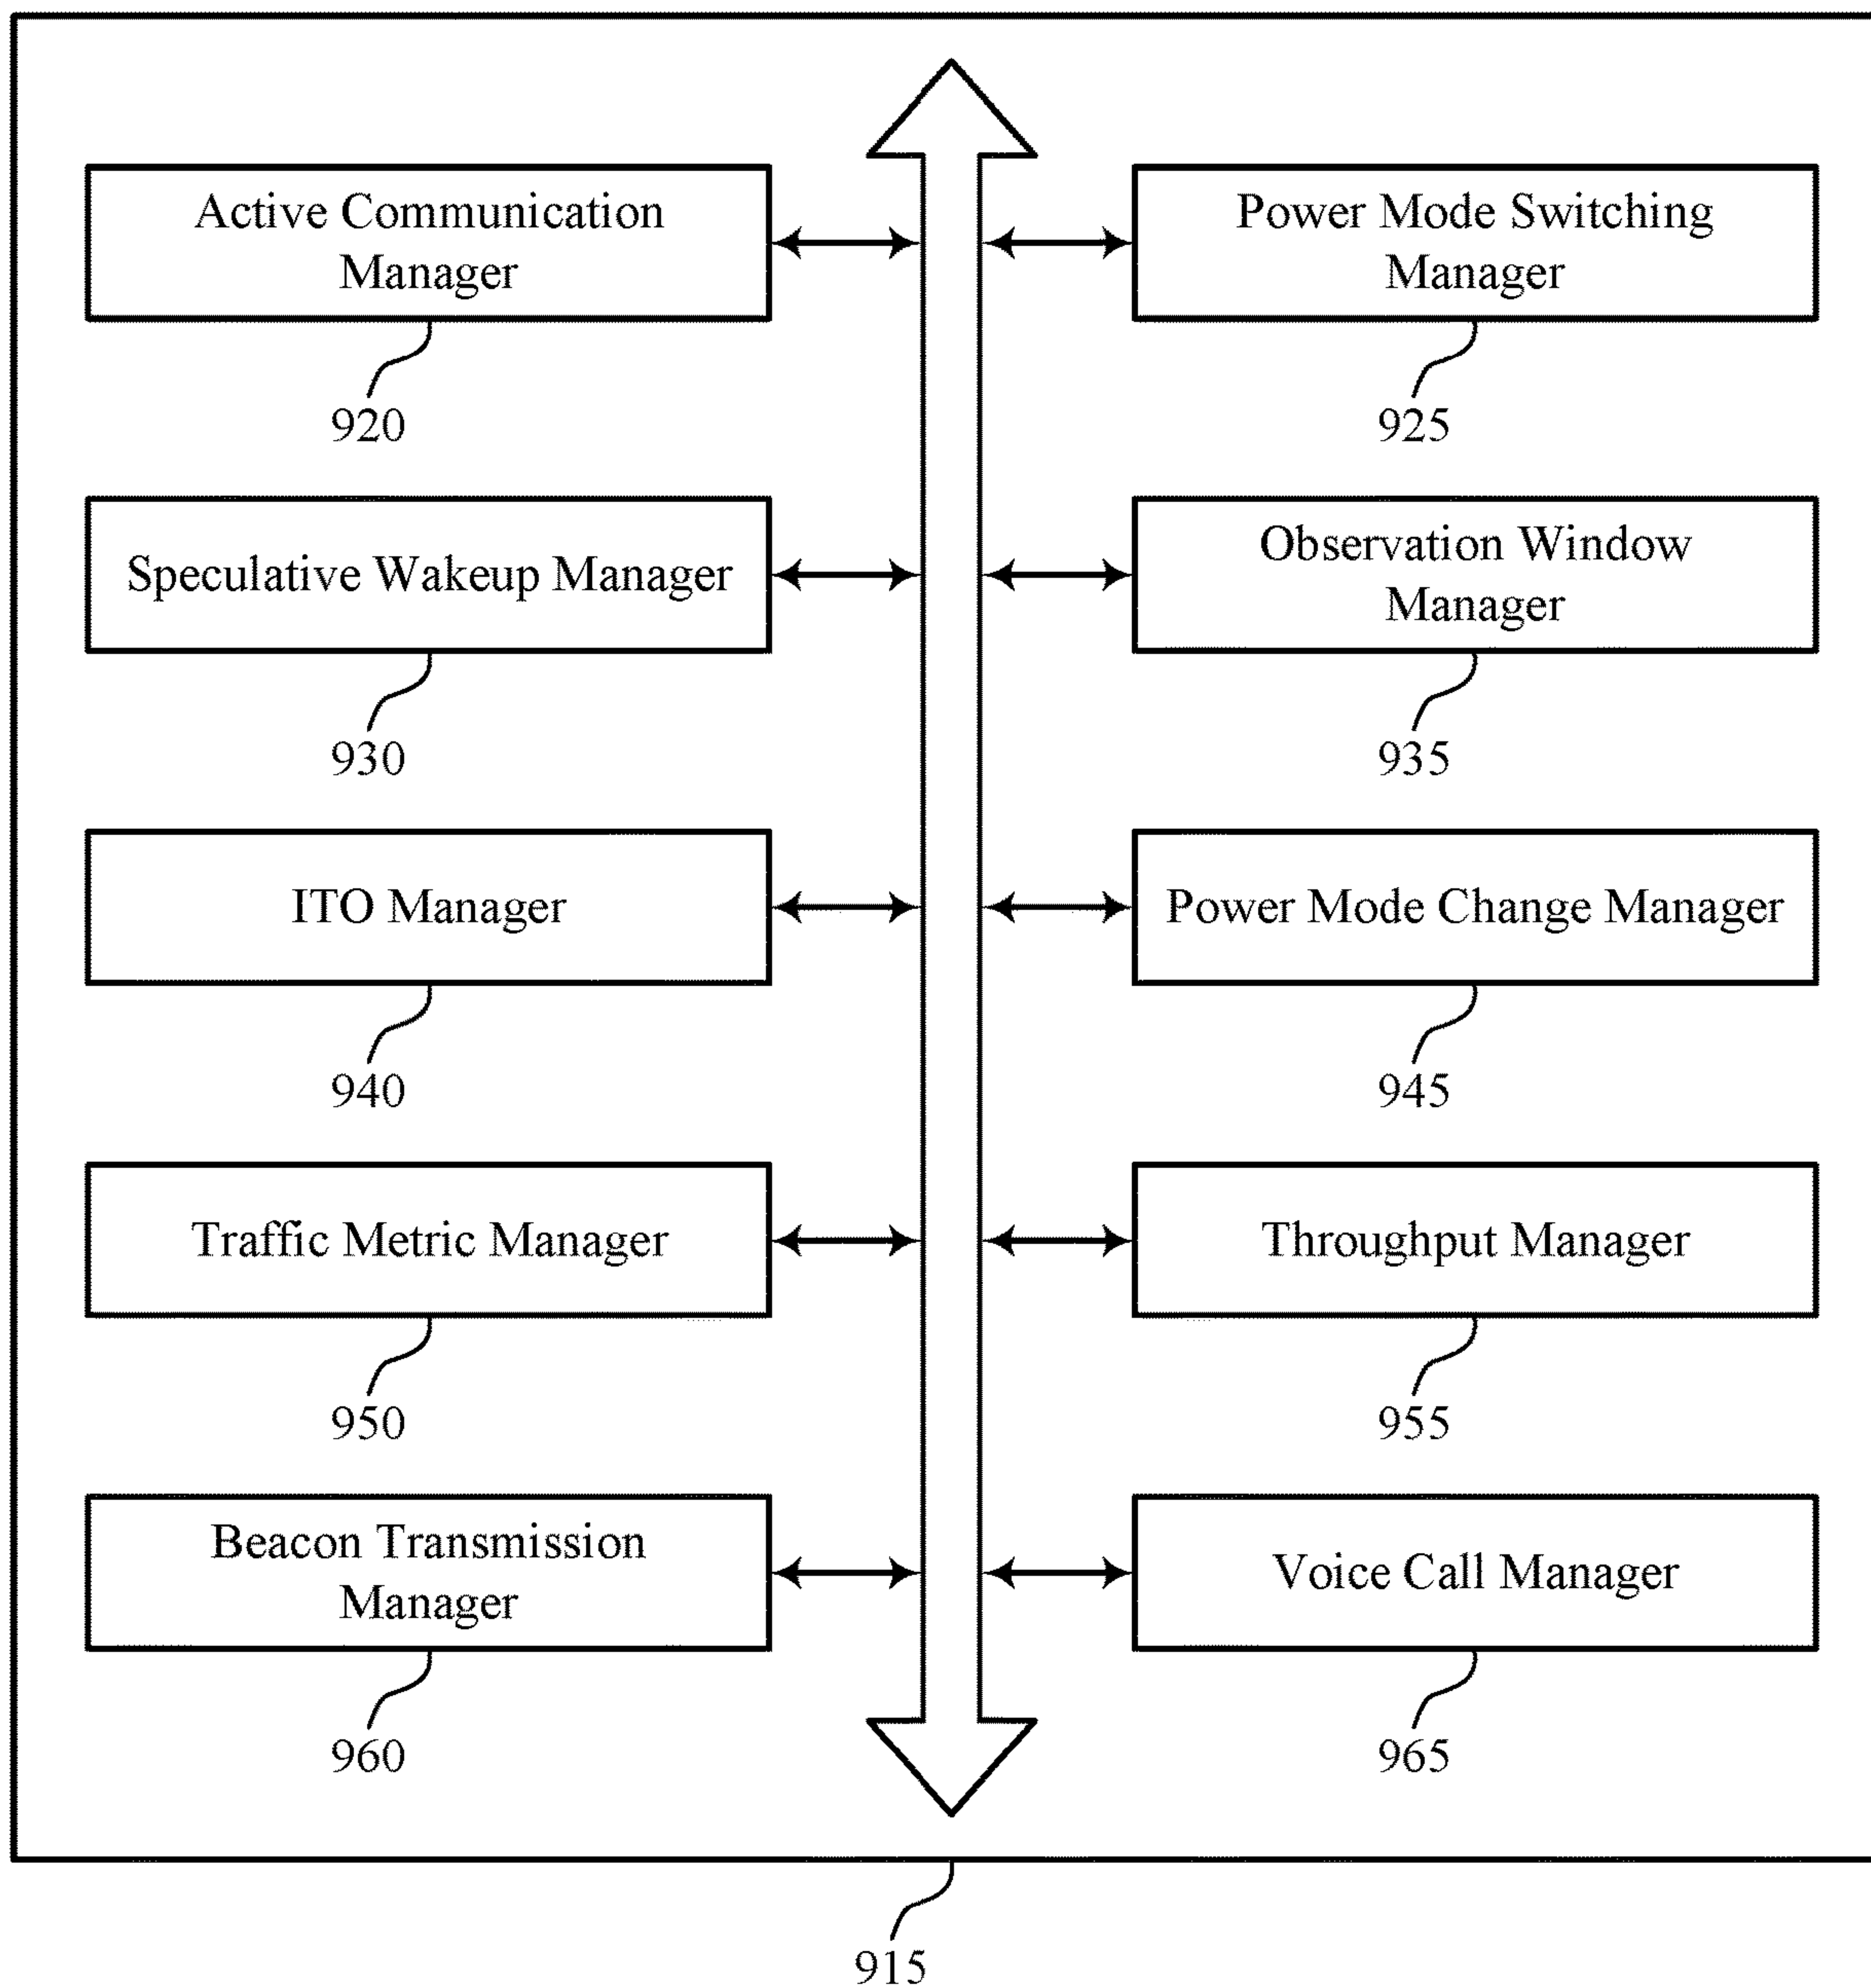 Active Communication
Manager
920
Power Mode Switching
Manager
925
Speculative Wakeup Manager
930
Observation Window
Manager
935
ITO Manager
940
Power Mode Change Manager
945
Traffic Metric Manager
950
Throughput Manager
955
Beacon Transmission
Manager
960
Voice Call Manager
965
915